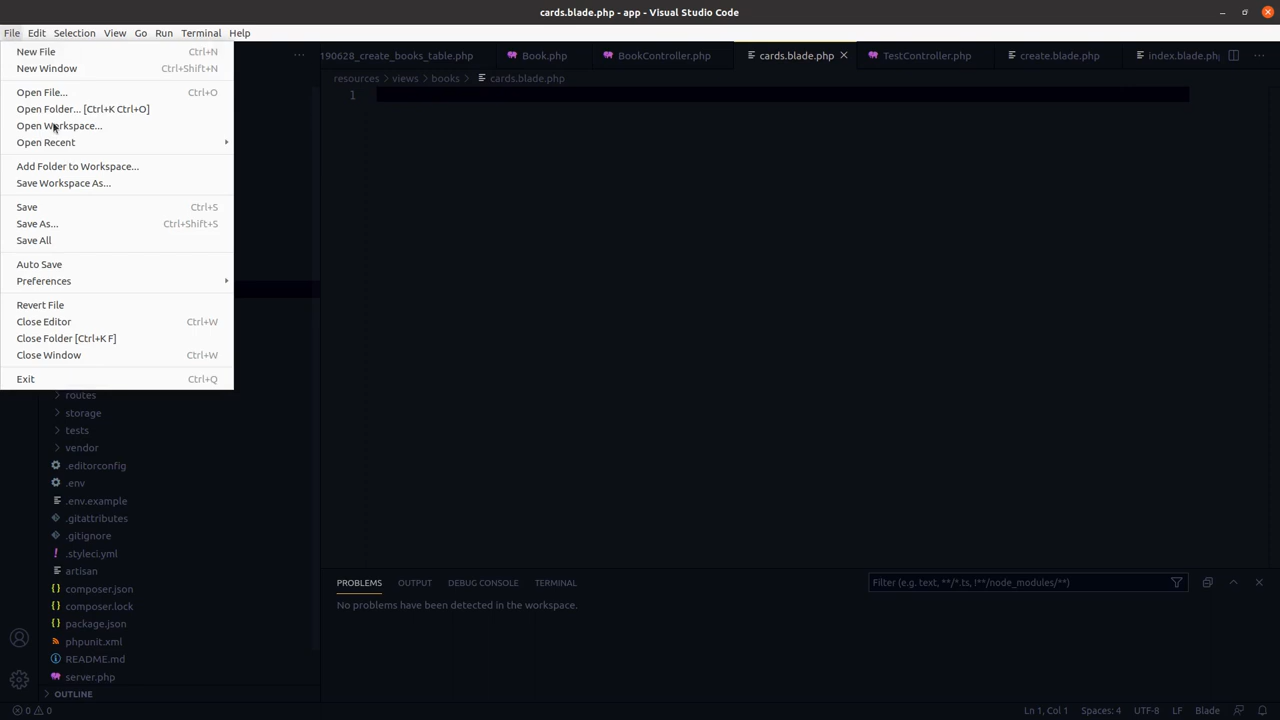 cards.blade.php - app - Visual Studio Code
File Edit Selection View Go Run Terminal Help
New File Ctrl+N
New Window Ctrl+Shift+N
Open File... Ctrl+O
Open Folder... [Ctrl+K Ctrl+O]
Open Workspace...
Open Recent
Add Folder to Workspace...
Save Workspace As...
Save Ctrl+S
Save As... Ctrl+Shift+S
Save All
Auto Save
Preferences
Revert File
Close Editor Ctrl+W
Close Folder [Ctrl+K F]
Close Window Ctrl+W
Exit Ctrl+Q
routes
storage
tests
vendor
.editorconfig
.env
.env.example
.gitattributes
.gitignore
.styleci.yml
artisan
composer.json
composer.lock
package.json
phpunit.xml
README.md
server.php
OUTLINE
190628_create_books_table.php Book.php BookController.php cards.blade.php TestController.php create.blade.php index.blade.php
resources > views > books > cards.blade.php
1
PROBLEMS OUTPUT DEBUG CONSOLE TERMINAL Filter (e.g. text, **/*.ts, !**/node_modules/**)
No problems have been detected in the workspace.
0 0 Ln 1, Col 1 Spaces: 4 UTF-8 LF Blade